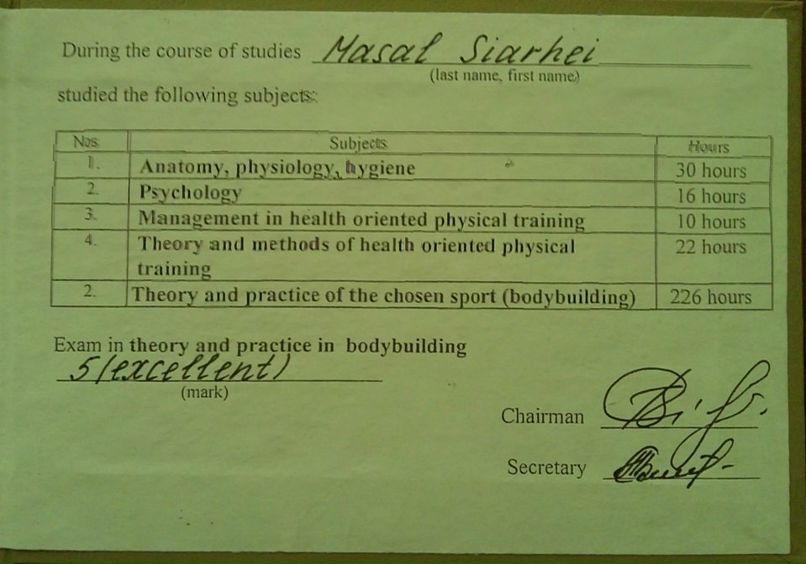 During the course of studies Masal Siarhei
(last name, first name)
studied the following subjects:
Nos Subjects Hours
1. Anatomy, physiology, hygiene 30 hours
2. Psychology 16 hours
3. Management in health oriented physical training 10 hours
4. Theory and methods of health oriented physical 22 hours
training
2. Theory and practice of the chosen sport (bodybuilding) 226 hours
Exam in theory and practice in bodybuilding
5 (excellent)
(mark)
Chairman
Secretary